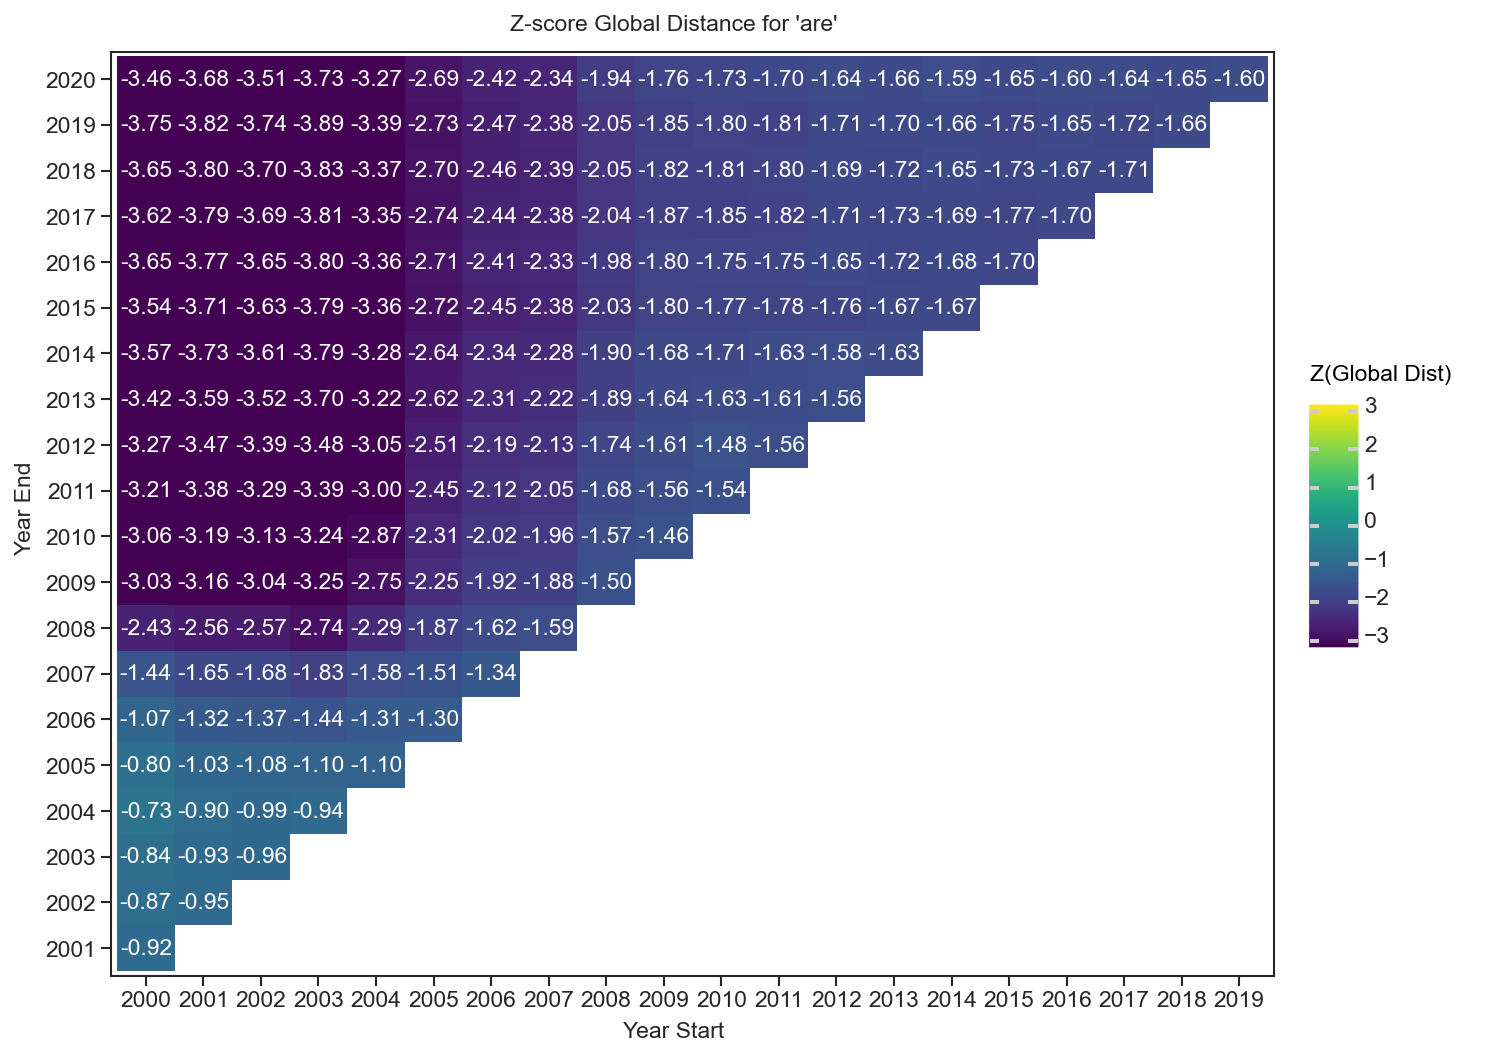 Z-score Global Distance for 'are'
2020 -3.46 -3.68 -3.51 -3.73 -3.27 -2.69 -2.42 -2.34 -1.94 -1.76 -1.73 -1.70 -1.64 -1.66 -1.59 -1.65 -1.60 -1.64 -1.65 -1.60
2019 -3.75 -3.82 -3.74 -3.89 -3.39 -2.73 -2.47 -2.38 -2.05 -1.85 -1.80 -1.81 -1.71 -1.70 -1.66 -1.75 -1.65 -1.72 -1.66
2018 -3.65 -3.80 -3.70 -3.83 -3.37 -2.70 -2.46 -2.39 -2.05 -1.82 -1.81 -1.80 -1.69 -1.72 -1.65 -1.73 -1.67 -1.71
2017 -3.62 -3.79 -3.69 -3.81 -3.35 -2.74 -2.44 -2.38 -2.04 -1.87 -1.85 -1.82 -1.71 -1.73 -1.69 -1.77 -1.70
2016 -3.65 -3.77 -3.65 -3.80 -3.36 -2.71 -2.41 -2.33 -1.98 -1.80 -1.75 -1.75 -1.65 -1.72 -1.68 -1.70
2015 -3.54 -3.71 -3.63 -3.79 -3.36 -2.72 -2.45 -2.38 -2.03 -1.80 -1.77 -1.78 -1.76 -1.67 -1.67
2014 -3.57 -3.73 -3.61 -3.79 -3.28 -2.64 -2.34 -2.28 -1.90 -1.68 -1.71 -1.63 -1.58 -1.63
2013 -3.42 -3.59 -3.52 -3.70 -3.22 -2.62 -2.31 -2.22 -1.89 -1.64 -1.63 -1.61 -1.56
2012 -3.27 -3.47 -3.39 -3.48 -3.05 -2.51 -2.19 -2.13 -1.74 -1.61 -1.48 -1.56
2011 -3.21 -3.38 -3.29 -3.39 -3.00 -2.45 -2.12 -2.05 -1.68 -1.56 -1.54
2010 -3.06 -3.19 -3.13 -3.24 -2.87 -2.31 -2.02 -1.96 -1.57 -1.46
2009 -3.03 -3.16 -3.04 -3.25 -2.75 -2.25 -1.92 -1.88 -1.50
2008 -2.43 -2.56 -2.57 -2.74 -2.29 -1.87 -1.62 -1.59
2007 -1.44 -1.65 -1.68 -1.83 -1.58 -1.51 -1.34
2006 -1.07 -1.32 -1.37 -1.44 -1.31 -1.30
2005 -0.80 -1.03 -1.08 -1.10 -1.10
2004 -0.73 -0.90 -0.99 -0.94
2003 -0.84 -0.93 -0.96
2002 -0.87 -0.95
2001 -0.92
2000 2001 2002 2003 2004 2005 2006 2007 2008 2009 2010 2011 2012 2013 2014 2015 2016 2017 2018 2019
Year Start
Year End
Z(Global Dist)
3
2
1
0
−1
−2
−3